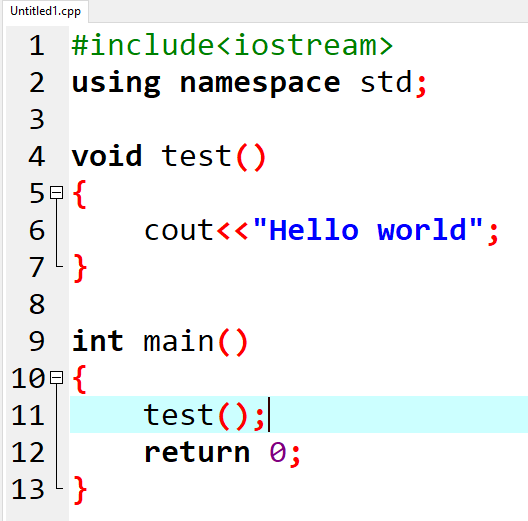 Untitled1.cpp
1 #include<iostream>
2 using namespace std;
3
4 void test()
5 {
6     cout<<"Hello world";
7 }
8
9 int main()
10 {
11     test();
12     return 0;
13 }